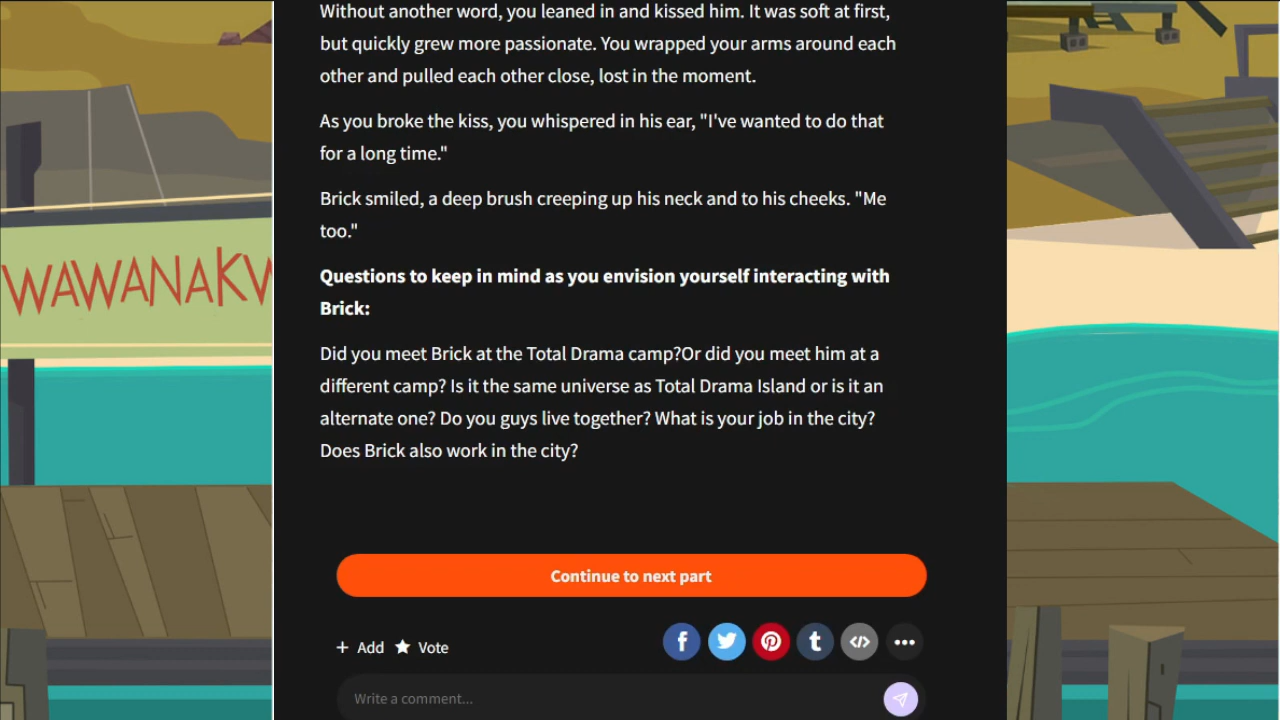 Without another word, you leaned in and kissed him. It was soft at first,
but quickly grew more passionate. You wrapped your arms around each
other and pulled each other close, lost in the moment.
As you broke the kiss, you whispered in his ear, "I've wanted to do that
for a long time."
Brick smiled, a deep brush creeping up his neck and to his cheeks. "Me
too."
WAWANAKW
Questions to keep in mind as you envision yourself interacting with
Brick:
Did you meet Brick at the Total Drama camp?Or did you meet him at a
different camp? Is it the same universe as Total Drama Island or is it an
alternate one? Do you guys live together? What is your job in the city?
Does Brick also work in the city?
Continue to next part
+ Add ★ Vote
Write a comment...